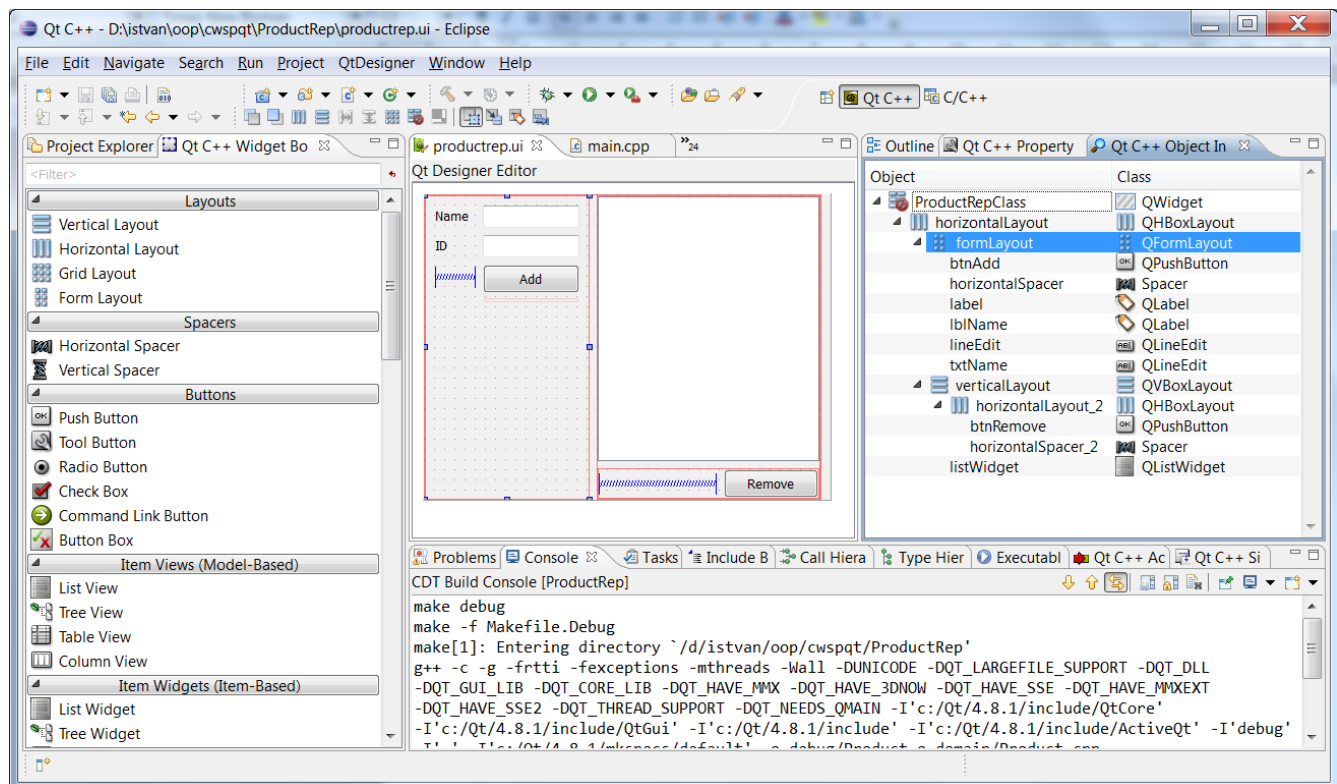 Qt C++ - D:\istvan\oop\cwspqt\ProductRep\productrep.ui - Eclipse
File Edit Navigate Search Run Project QtDesigner Window Help
Qt C++ C/C++
Project Explorer Qt C++ Widget Bo
<Filter>
Layouts
Vertical Layout
Horizontal Layout
Grid Layout
Form Layout
Spacers
Horizontal Spacer
Vertical Spacer
Buttons
OK Push Button
Tool Button
Radio Button
Check Box
Command Link Button
Button Box
Item Views (Model-Based)
List View
Tree View
Table View
Column View
Item Widgets (Item-Based)
List Widget
Tree Widget
productrep.ui main.cpp »24
Qt Designer Editor
Name
ID
Add
Remove
Outline Qt C++ Property Qt C++ Object In
Object Class
ProductRepClass QWidget
horizontalLayout QHBoxLayout
formLayout QFormLayout
btnAdd OK QPushButton
horizontalSpacer Spacer
label QLabel
lblName QLabel
lineEdit QLineEdit
txtName QLineEdit
verticalLayout QVBoxLayout
horizontalLayout_2 QHBoxLayout
btnRemove OK QPushButton
horizontalSpacer_2 Spacer
listWidget QListWidget
Problems Console Tasks Include B Call Hiera Type Hier Executabl Qt C++ Ac Qt C++ Si
CDT Build Console [ProductRep]
make debug
make -f Makefile.Debug
make[1]: Entering directory `/d/istvan/oop/cwspqt/ProductRep'
g++ -c -g -frtti -fexceptions -mthreads -Wall -DUNICODE -DQT_LARGEFILE_SUPPORT -DQT_DLL
-DQT_GUI_LIB -DQT_CORE_LIB -DQT_HAVE_MMX -DQT_HAVE_3DNOW -DQT_HAVE_SSE -DQT_HAVE_MMXEXT
-DQT_HAVE_SSE2 -DQT_THREAD_SUPPORT -DQT_NEEDS_QMAIN -I'c:/Qt/4.8.1/include/QtCore'
-I'c:/Qt/4.8.1/include/QtGui' -I'c:/Qt/4.8.1/include' -I'c:/Qt/4.8.1/include/ActiveQt' -I'debug'